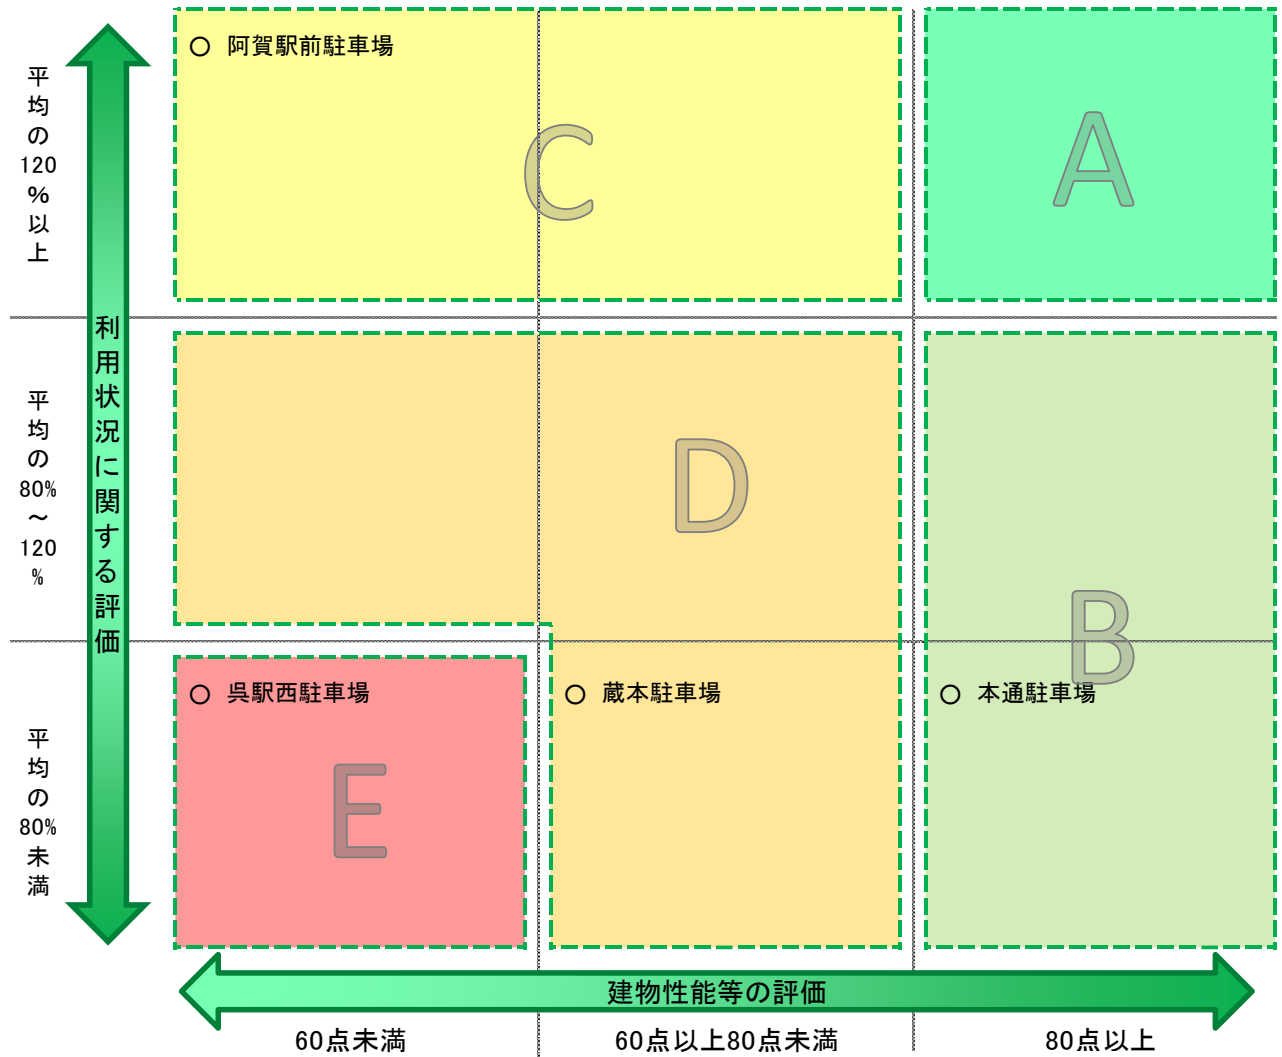 平均の120%以上
平均の80%～120%
平均の80%未満
利用状況に関する評価
○ 阿賀駅前駐車場
C
A
D
B
○ 呉駅西駐車場
○ 蔵本駐車場
○ 本通駐車場
E
建物性能等の評価
60点未満
60点以上80点未満
80点以上